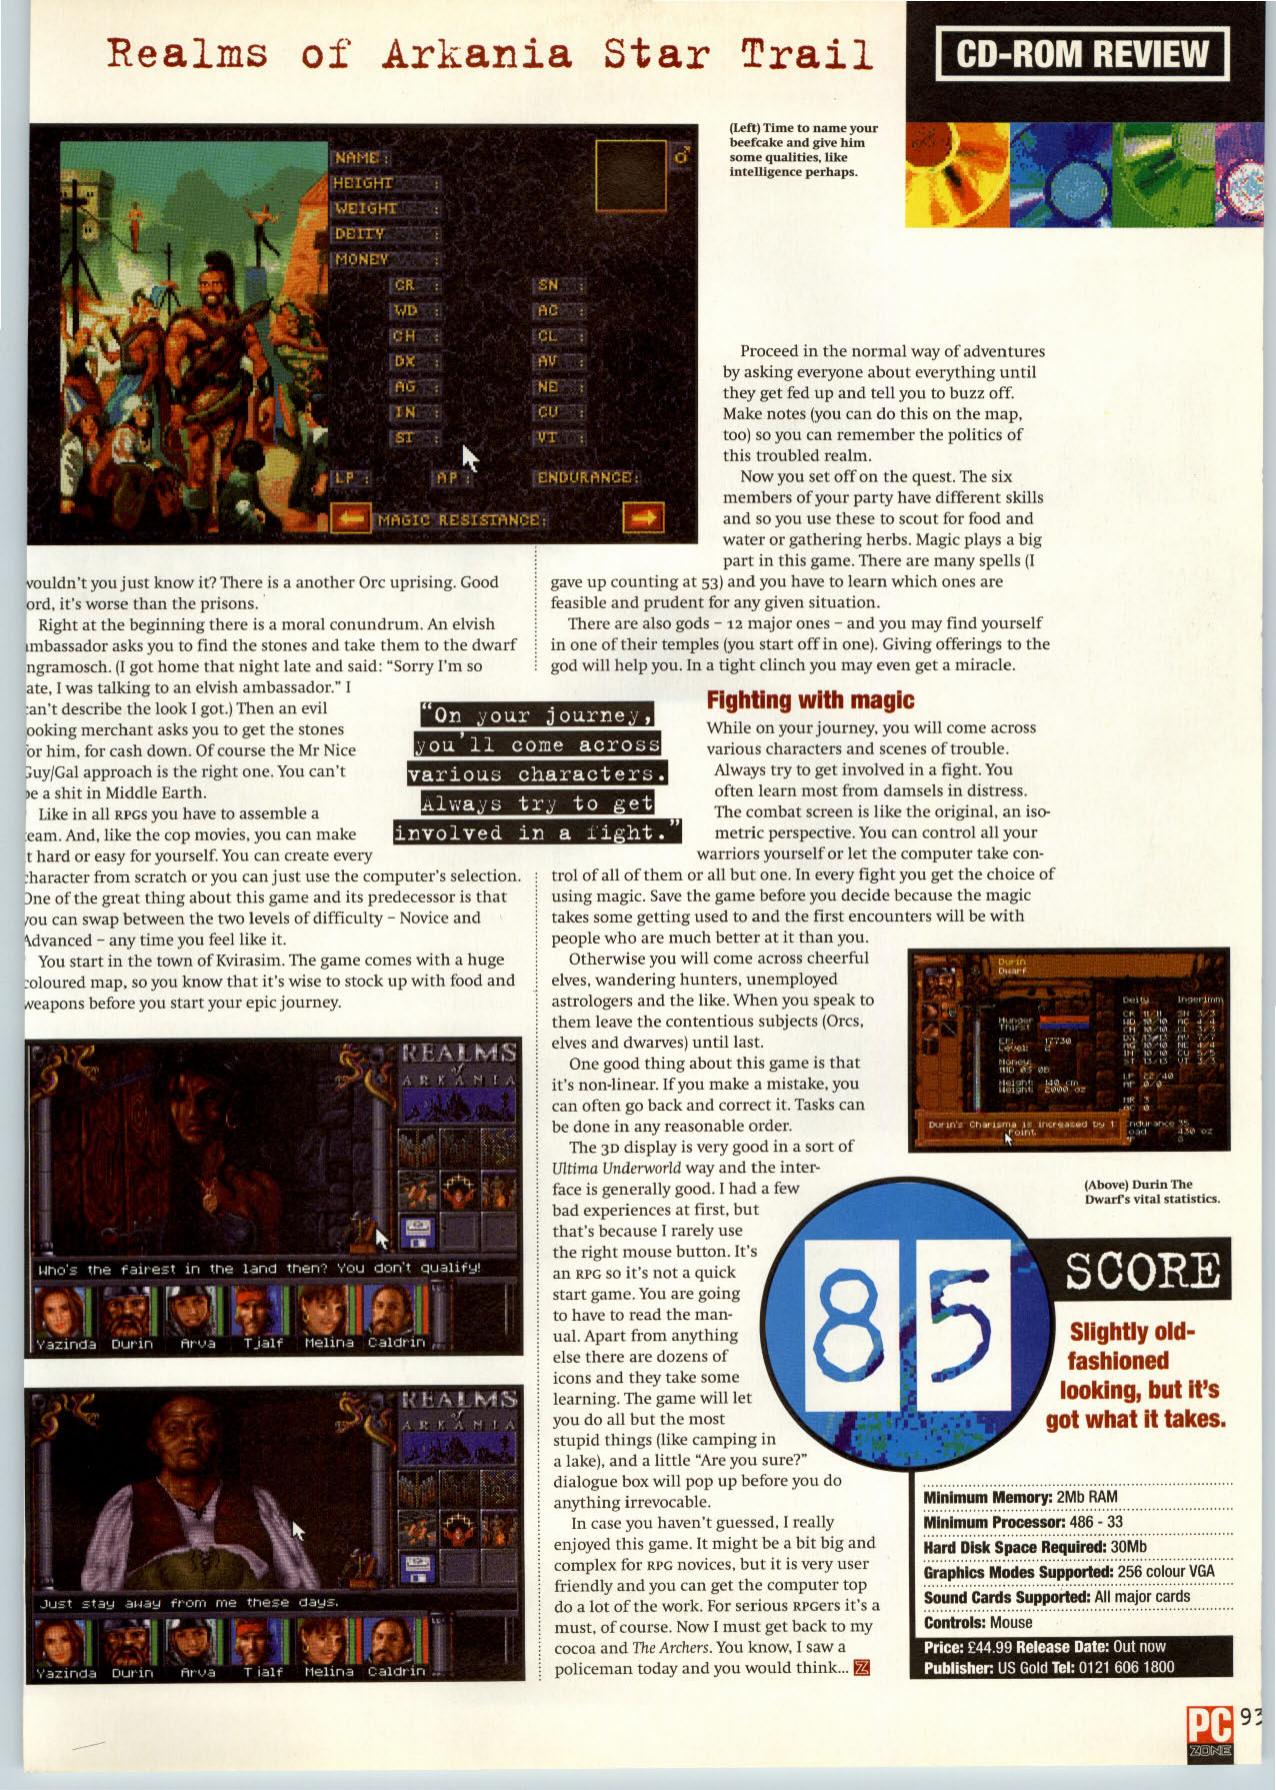 Realms of Arkania Star Trail
CD-ROM REVIEW
(Left) Time to name your
beefcake and give him
some qualities, like
intelligence perhaps.
NAME :
HEIGHT :
WEIGHT :
DEITY :
MONEY :
CR : SN :
WD : AC :
CH : CL :
DX : AV :
AG : NE :
IN : CU :
ST : VT :
LP : AP : ENDURANCE:
MAGIC RESISTANCE:
wouldn't you just know it? There is a another Orc uprising. Good
ord, it's worse than the prisons.
Right at the beginning there is a moral conundrum. An elvish
mbassador asks you to find the stones and take them to the dwarf
ngramosch. (I got home that night late and said: "Sorry I'm so
ate, I was talking to an elvish ambassador." I
can't describe the look I got.) Then an evil
ooking merchant asks you to get the stones
or him, for cash down. Of course the Mr Nice
Guy/Gal approach is the right one. You can't
be a shit in Middle Earth.
Like in all RPGs you have to assemble a
eam. And, like the cop movies, you can make
t hard or easy for yourself. You can create every
character from scratch or you can just use the computer's selection.
One of the great thing about this game and its predecessor is that
you can swap between the two levels of difficulty – Novice and
Advanced – any time you feel like it.
You start in the town of Kvirasim. The game comes with a huge
coloured map, so you know that it's wise to stock up with food and
weapons before you start your epic journey.
"On your journey,
you'll come across
various characters.
Always try to get
involved in a fight."
REALMS
of
ARKANIA
Who's the fairest in the land then? You don't qualify!
Yazinda Durin Arva Tjalf Melina Caldrin
REALMS
of
ARKANIA
Just stay away from me these days.
Yazinda Durin Arva Tjalf Melina Caldrin
Proceed in the normal way of adventures
by asking everyone about everything until
they get fed up and tell you to buzz off.
Make notes (you can do this on the map,
too) so you can remember the politics of
this troubled realm.
Now you set off on the quest. The six
members of your party have different skills
and so you use these to scout for food and
water or gathering herbs. Magic plays a big
part in this game. There are many spells (I
gave up counting at 53) and you have to learn which ones are
feasible and prudent for any given situation.
There are also gods – 12 major ones – and you may find yourself
in one of their temples (you start off in one). Giving offerings to the
god will help you. In a tight clinch you may even get a miracle.
Fighting with magic
While on your journey, you will come across
various characters and scenes of trouble.
Always try to get involved in a fight. You
often learn most from damsels in distress.
The combat screen is like the original, an iso-
metric perspective. You can control all your
warriors yourself or let the computer take con-
trol of all of them or all but one. In every fight you get the choice of
using magic. Save the game before you decide because the magic
takes some getting used to and the first encounters will be with
people who are much better at it than you.
Otherwise you will come across cheerful
elves, wandering hunters, unemployed
astrologers and the like. When you speak to
them leave the contentious subjects (Orcs,
elves and dwarves) until last.
One good thing about this game is that
it's non-linear. If you make a mistake, you
can often go back and correct it. Tasks can
be done in any reasonable order.
The 3D display is very good in a sort of
Ultima Underworld way and the inter-
face is generally good. I had a few
bad experiences at first, but
that's because I rarely use
the right mouse button. It's
an RPG so it's not a quick
start game. You are going
to have to read the man-
ual. Apart from anything
else there are dozens of
icons and they take some
learning. The game will let
you do all but the most
stupid things (like camping in
a lake), and a little "Are you sure?"
dialogue box will pop up before you do
anything irrevocable.
In case you haven't guessed, I really
enjoyed this game. It might be a bit big and
complex for RPG novices, but it is very user
friendly and you can get the computer top
do a lot of the work. For serious RPGers it's a
must, of course. Now I must get back to my
cocoa and The Archers. You know, I saw a
policeman today and you would think... Z
Durin
Dwarf
Deity Ingerimm
Hunger
Thirst
Level:
Money:
Height: 140 cm
Weight: 2000 oz
Durin's Charisma is increased by 1
Point.
(Above) Durin The
Dwarf's vital statistics.
85
SCORE
Slightly old-
fashioned
looking, but it's
got what it takes.
Minimum Memory: 2Mb RAM
Minimum Processor: 486 - 33
Hard Disk Space Required: 30Mb
Graphics Modes Supported: 256 colour VGA
Sound Cards Supported: All major cards
Controls: Mouse
Price: £44.99 Release Date: Out now
Publisher: US Gold Tel: 0121 606 1800
PC
ZONE
93